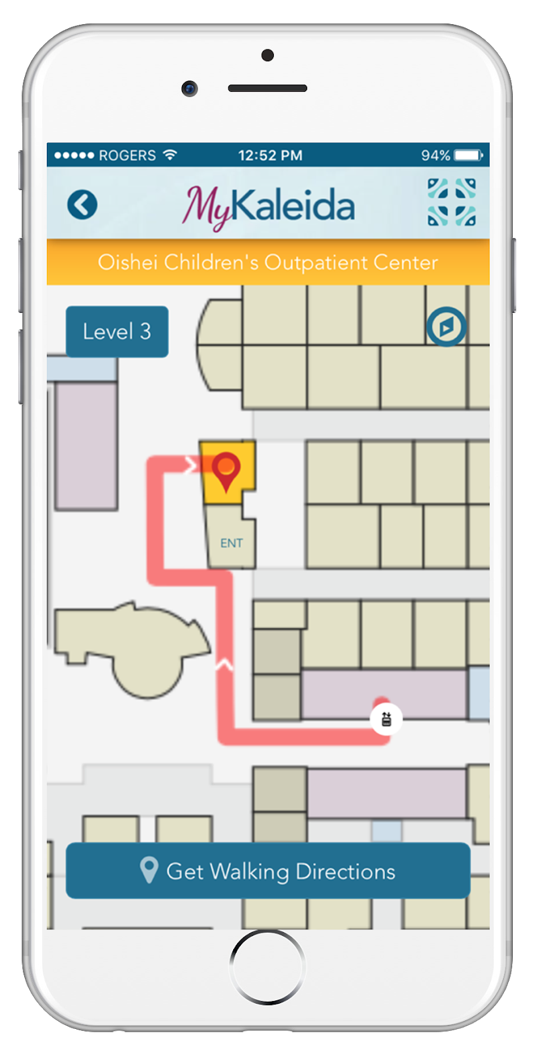 ROGERS 12:52 PM 94%
MyKaleida
Oishei Children's Outpatient Center
Level 3
ENT
Get Walking Directions